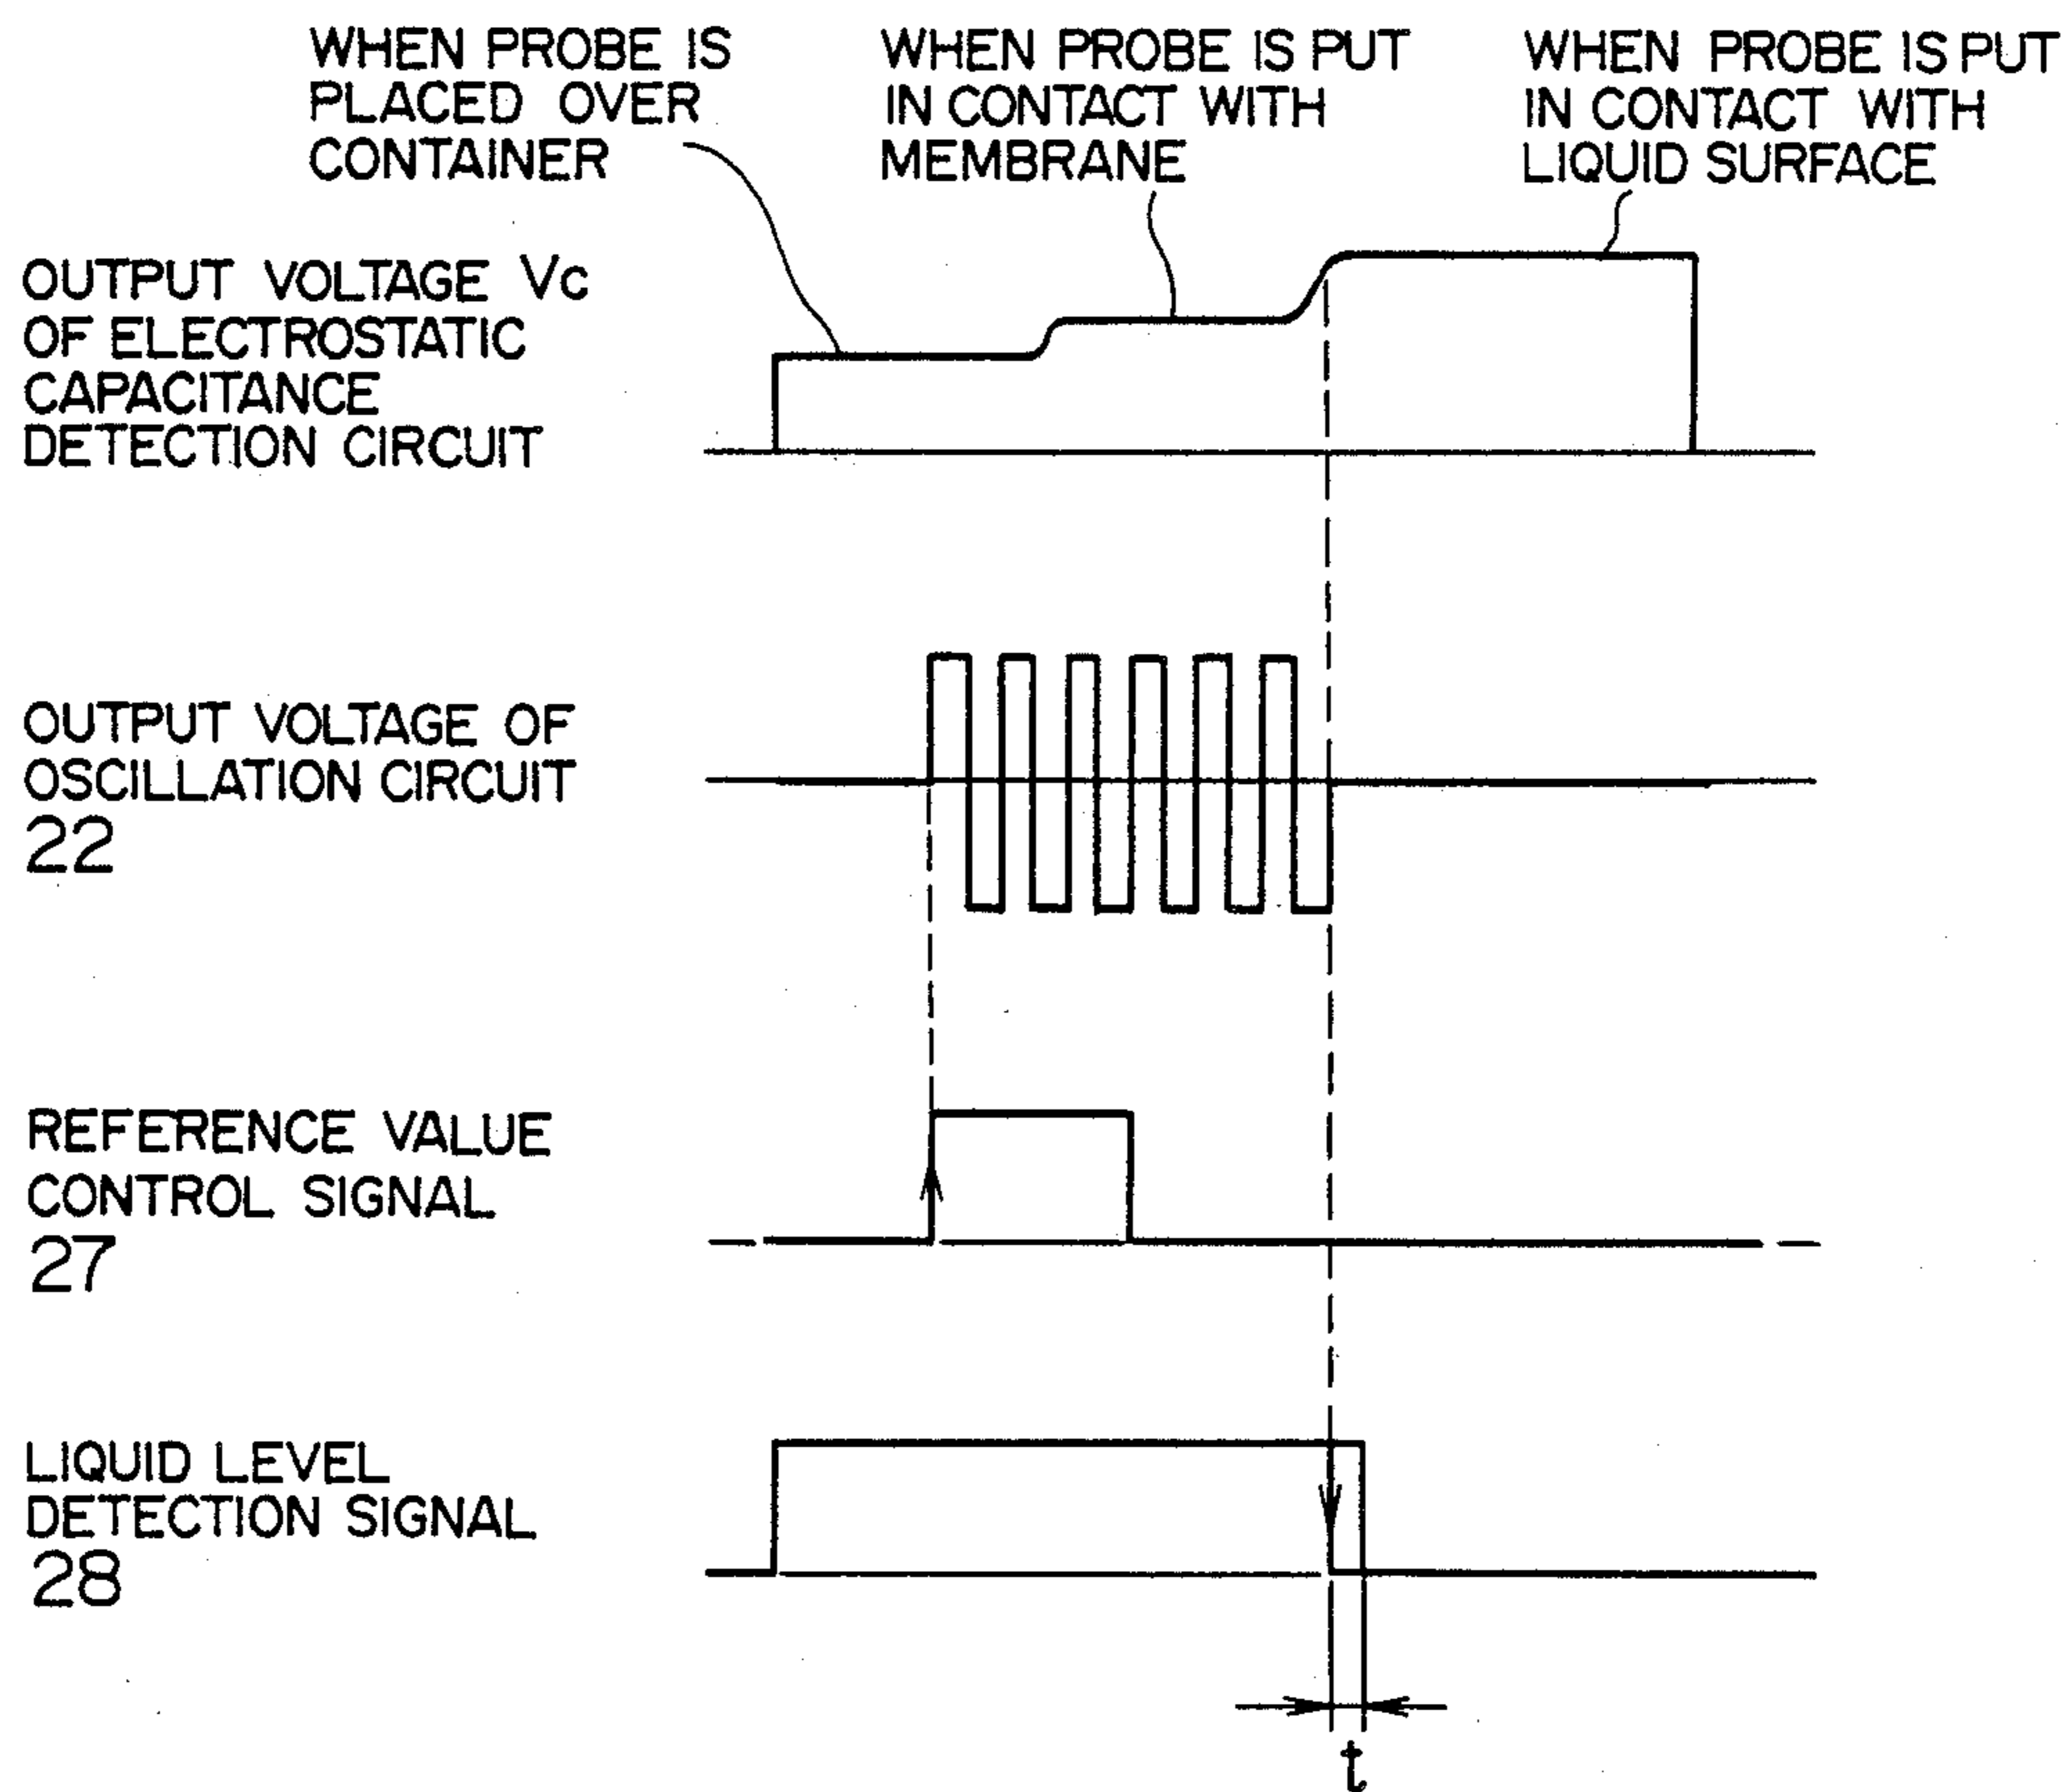 WHEN PROBE IS
PLACED OVER
CONTAINER
WHEN PROBE IS PUT
IN CONTACT WITH
MEMBRANE
WHEN PROBE IS PUT
IN CONTACT WITH
LIQUID SURFACE
OUTPUT VOLTAGE Vc
OF ELECTROSTATIC
CAPACITANCE
DETECTION CIRCUIT
OUTPUT VOLTAGE OF
OSCILLATION CIRCUIT
22
REFERENCE VALUE
CONTROL SIGNAL
27
LIQUID LEVEL
DETECTION SIGNAL
28
t